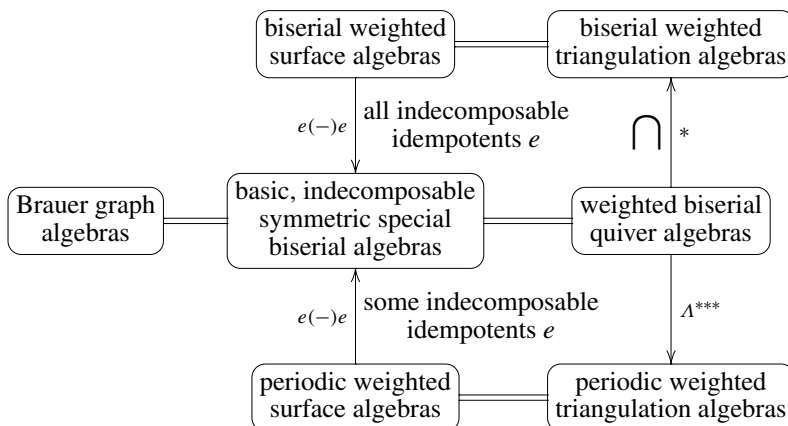 biserial weighted
surface algebras
biserial weighted
triangulation algebras
e(−)e
all indecomposable
idempotents e
⋂
*
Brauer graph
algebras
basic, indecomposable
symmetric special
biserial algebras
weighted biserial
quiver algebras
e(−)e
some indecomposable
idempotents e
Λ***
periodic weighted
surface algebras
periodic weighted
triangulation algebras